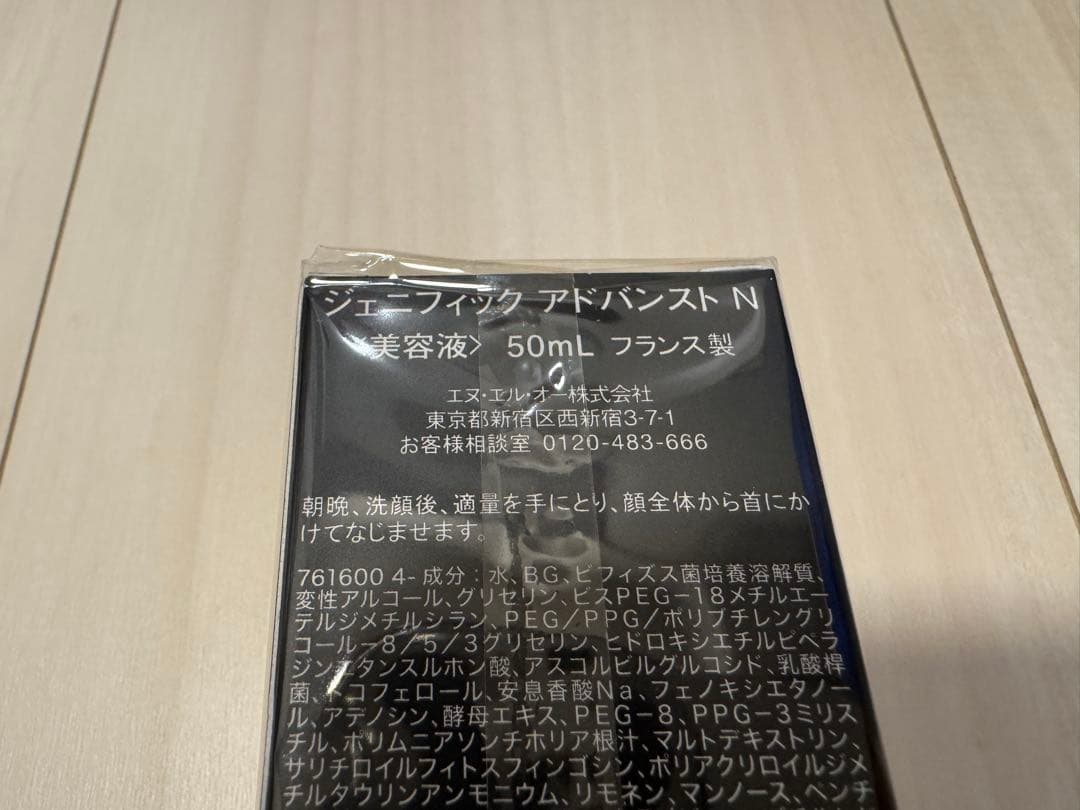 ジェニフィック アドバンスト N
<美容液> 50mL フランス製
エヌ・エル・オー株式会社
東京都新宿区西新宿3-7-1
お客様相談室 0120-483-666
朝晩、洗顔後、適量を手にとり、顔全体から首にか
けてなじませます。
761600 4- 成分：水、BG、ビフィズス菌培養溶解質、
変性アルコール、グリセリン、ビスPEG-18メチルエー
テルジメチルシラン、PEG/PPG/ポリブチレングリ
コール-8/5/3グリセリン、ヒドロキシエチルピペラ
ジンエタンスルホン酸、アスコルビルグルコシド、乳酸桿
菌、トコフェロール、安息香酸Na、フェノキシエタノー
ル、アデノシン、酵母エキス、PEG-8、PPG-3ミリス
チル、ポリムニアソンチホリア根汁、マルトデキストリン、
サリチロイルフィトスフィンゴシン、ポリアクリロイルジメ
チルタウリンアンモニウム、リモネン、マンノース、ベンチ